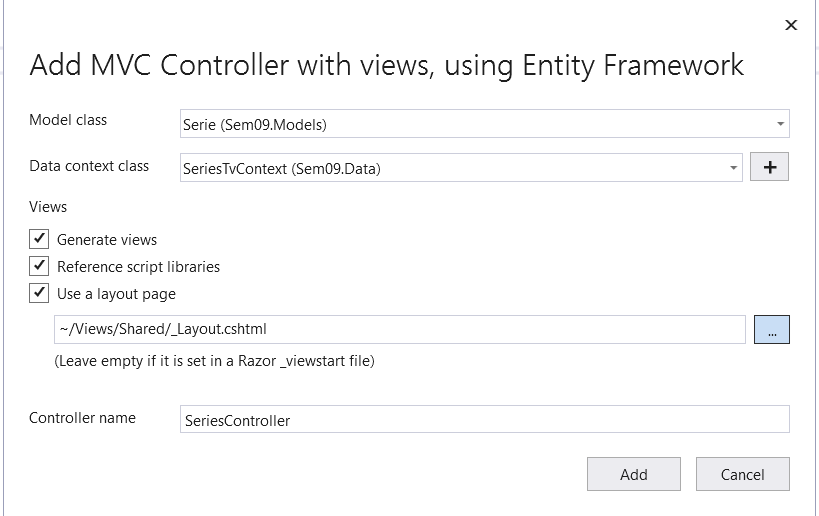 Add MVC Controller with views, using Entity Framework
Model class
Serie (Sem09.Models)
Data context class
SeriesTvContext (Sem09.Data)
+
Views
Generate views
Reference script libraries
Use a layout page
~/Views/Shared/_Layout.cshtml
...
(Leave empty if it is set in a Razor _viewstart file)
Controller name
SeriesController
Add
Cancel